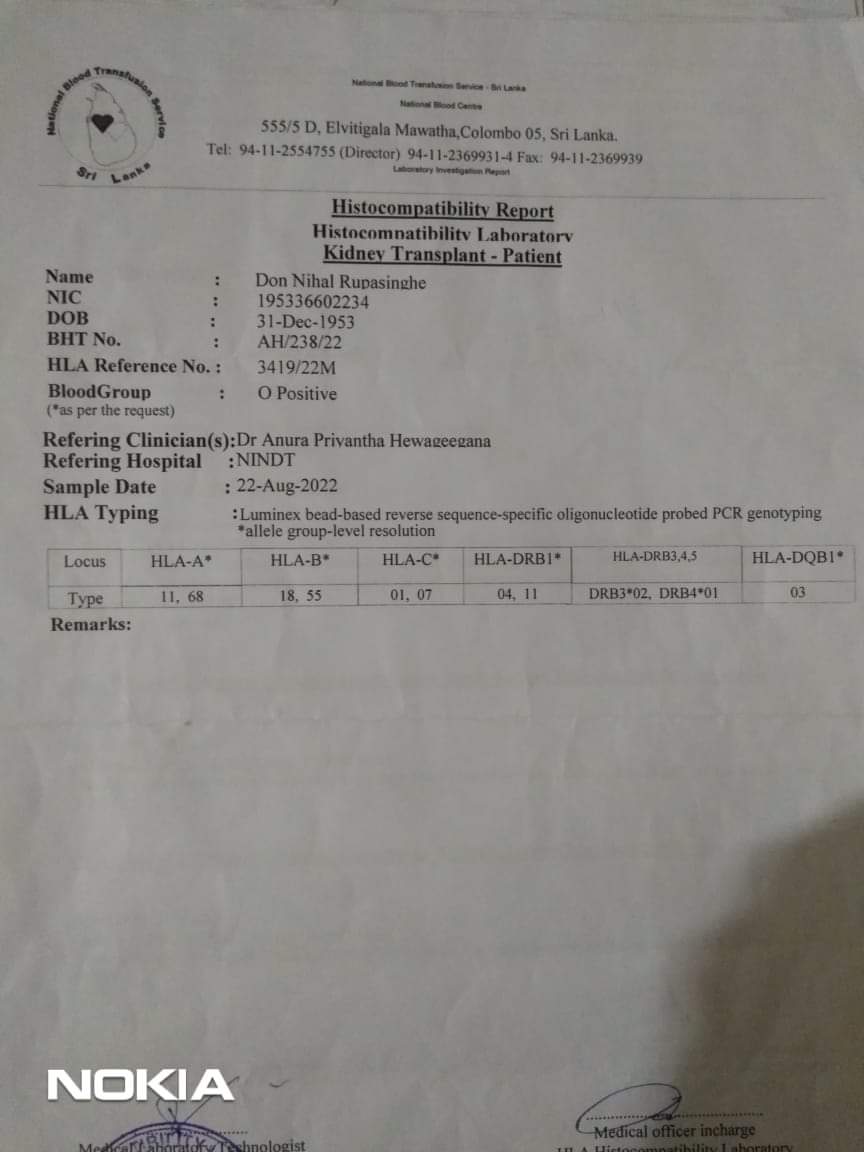 National Blood Transfusion Service
Sri Lanka
National Blood Transfusion Service - Sri Lanka
National Blood Centre
555/5 D, Elvitigala Mawatha,Colombo 05, Sri Lanka.
Tel: 94-11-2554755 (Director) 94-11-2369931-4 Fax: 94-11-2369939
Laboratory Investigation Report
Histocompatibility Report
Histocompatibility Laboratory
Kidney Transplant - Patient
Name : Don Nihal Rupasinghe
NIC : 195336602234
DOB : 31-Dec-1953
BHT No. : AH/238/22
HLA Reference No. : 3419/22M
BloodGroup : O Positive
(*as per the request)
Refering Clinician(s):Dr Anura Priyantha Hewageegana
Refering Hospital :NINDT
Sample Date : 22-Aug-2022
HLA Typing :Luminex bead-based reverse sequence-specific oligonucleotide probed PCR genotyping
*allele group-level resolution
Locus HLA-A* HLA-B* HLA-C* HLA-DRB1* HLA-DRB3,4,5 HLA-DQB1*
Type 11, 68 18, 55 01, 07 04, 11 DRB3*02, DRB4*01 03
Remarks:
NOKIA
Medical Laboratory Technologist
Medical officer incharge
HLA Histocompatibility Laboratory